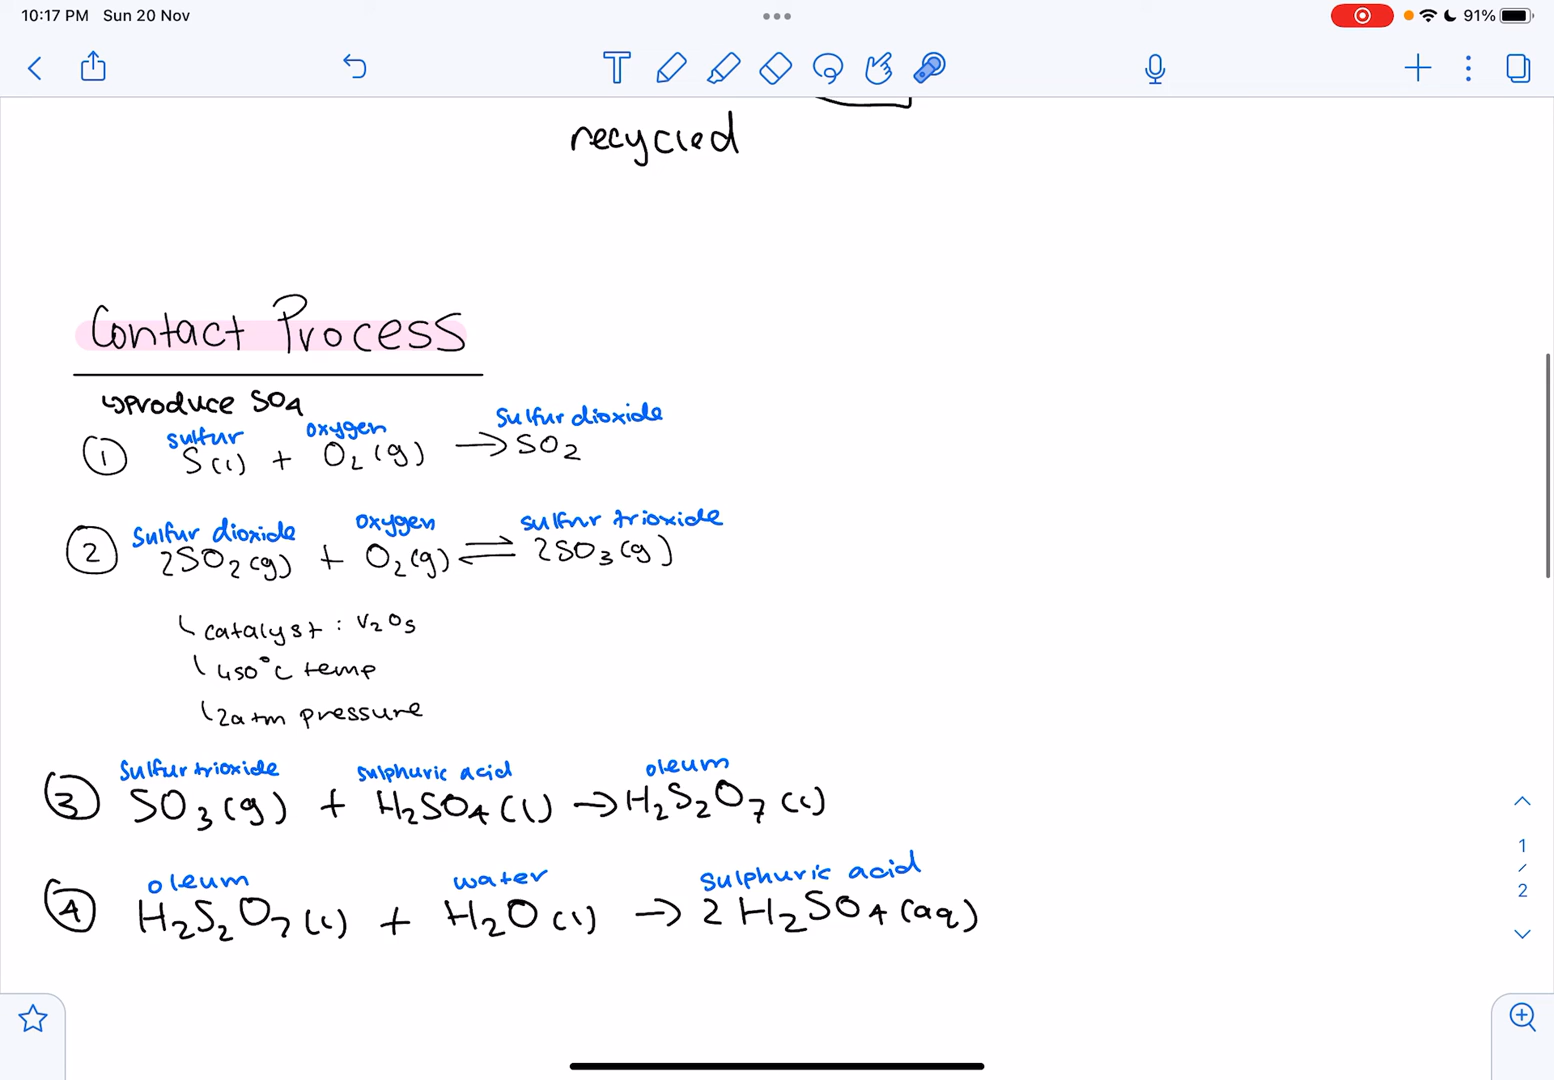 10:17 PM Sun 20 Nov
91%
T
recycled
Contact Process
↳produce SO4
sulfur oxygen sulfur dioxide
① S(l) + O2(g) → SO2
sulfur dioxide oxygen sulfur trioxide
② 2SO2(g) + O2(g) ⇌ 2SO3(g)
catalyst : V2O5
450°C temp
2atm pressure
sulfur trioxide sulphuric acid oleum
③ SO3(g) + H2SO4(l) → H2S2O7(l)
oleum water sulphuric acid
④ H2S2O7(l) + H2O(l) → 2H2SO4(aq)
1
/
2